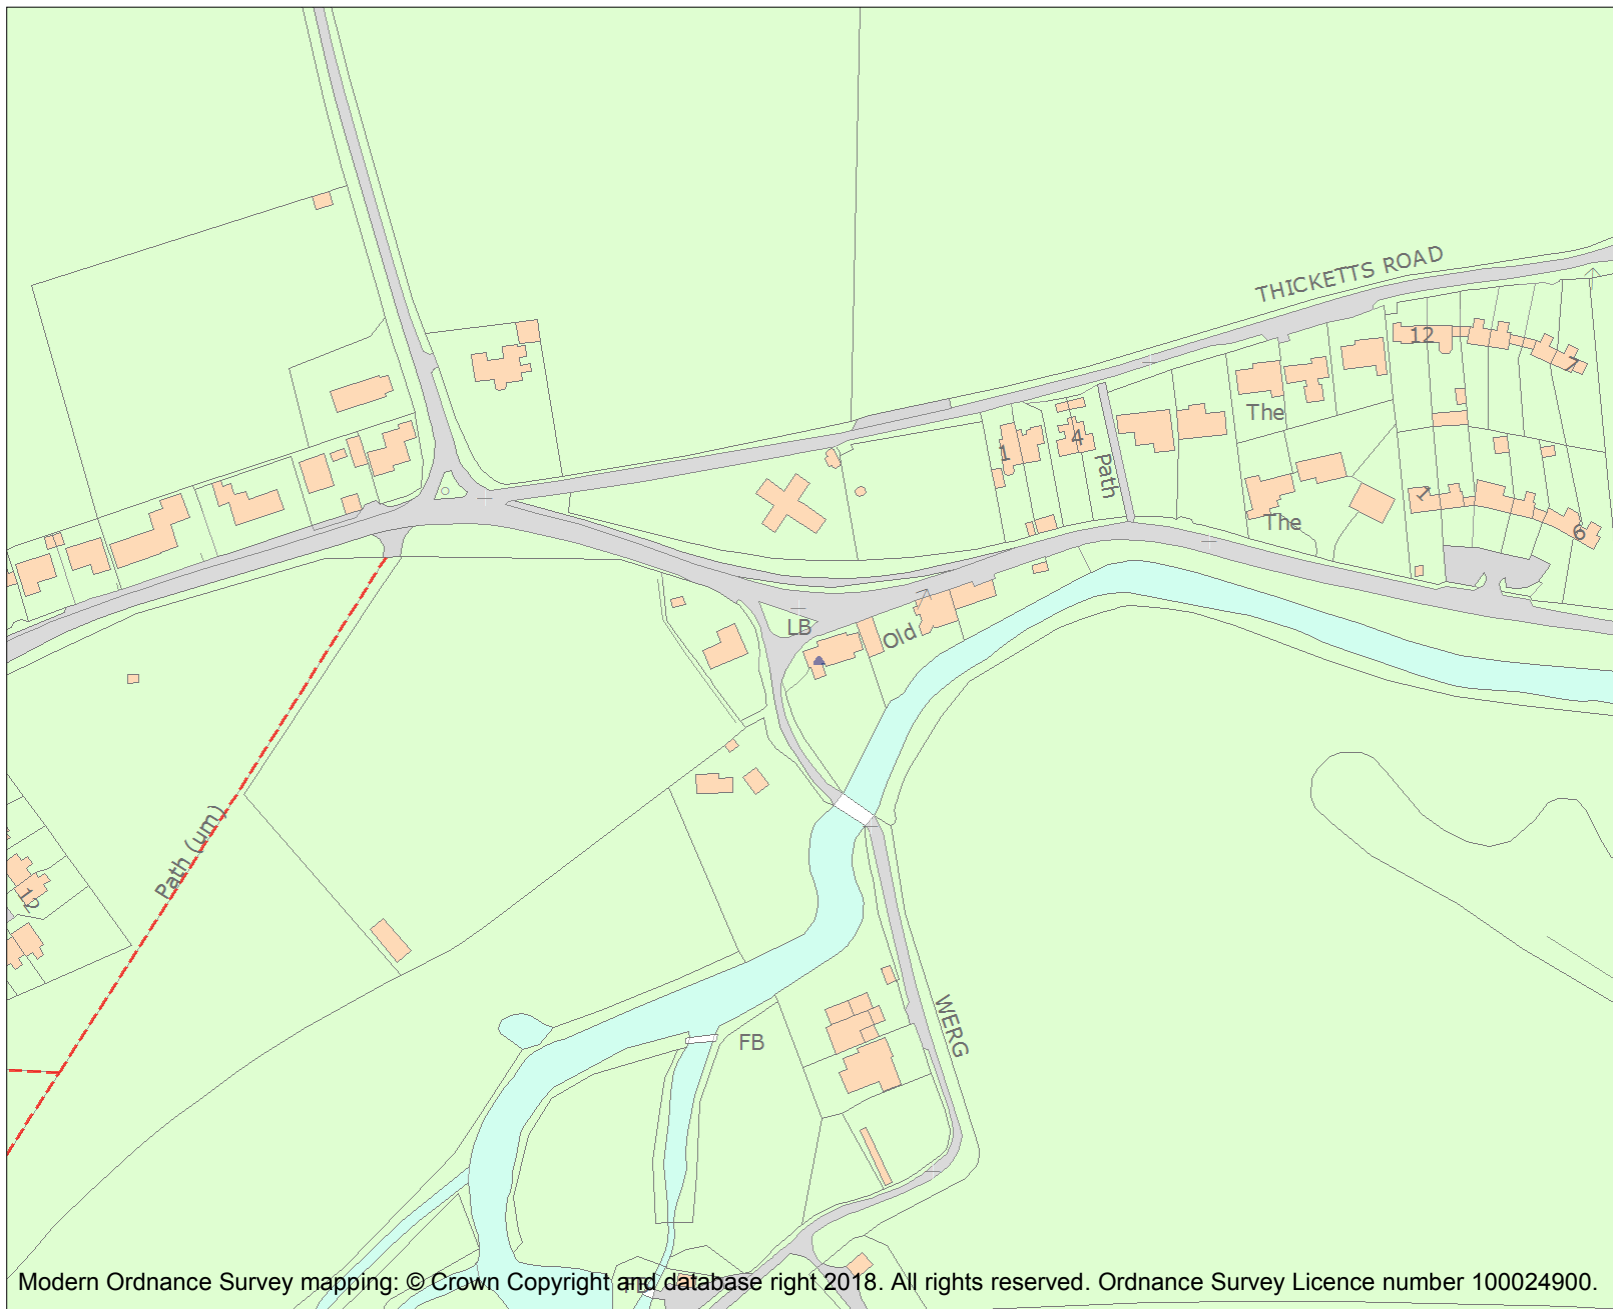 THICKETTS ROAD
12
7
The
4
1
Path
1
The
6
LB
Old
Path (um)
12
WERG
FB
FB
Modern Ordnance Survey mapping: © Crown Copyright and database right 2018. All rights reserved. Ordnance Survey Licence number 100024900.